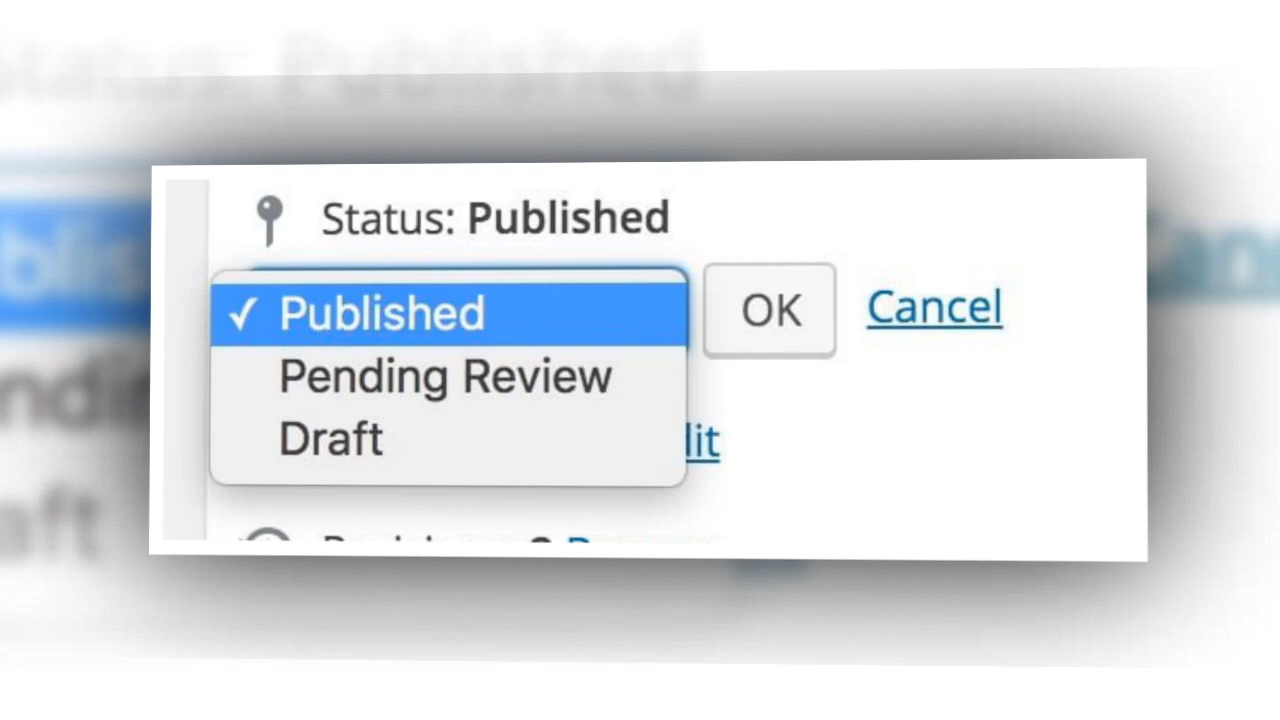 Status: Published
✓ Published
OK
Cancel
Pending Review
Draft